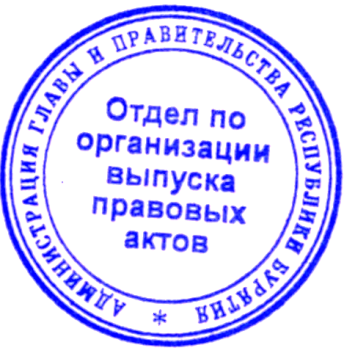 АДМИНИСТРАЦИЯ ГЛАВЫ И ПРАВИТЕЛЬСТВА РЕСПУБЛИКИ БУРЯТИЯ *
Отдел по
организации
выпуска
правовых
актов